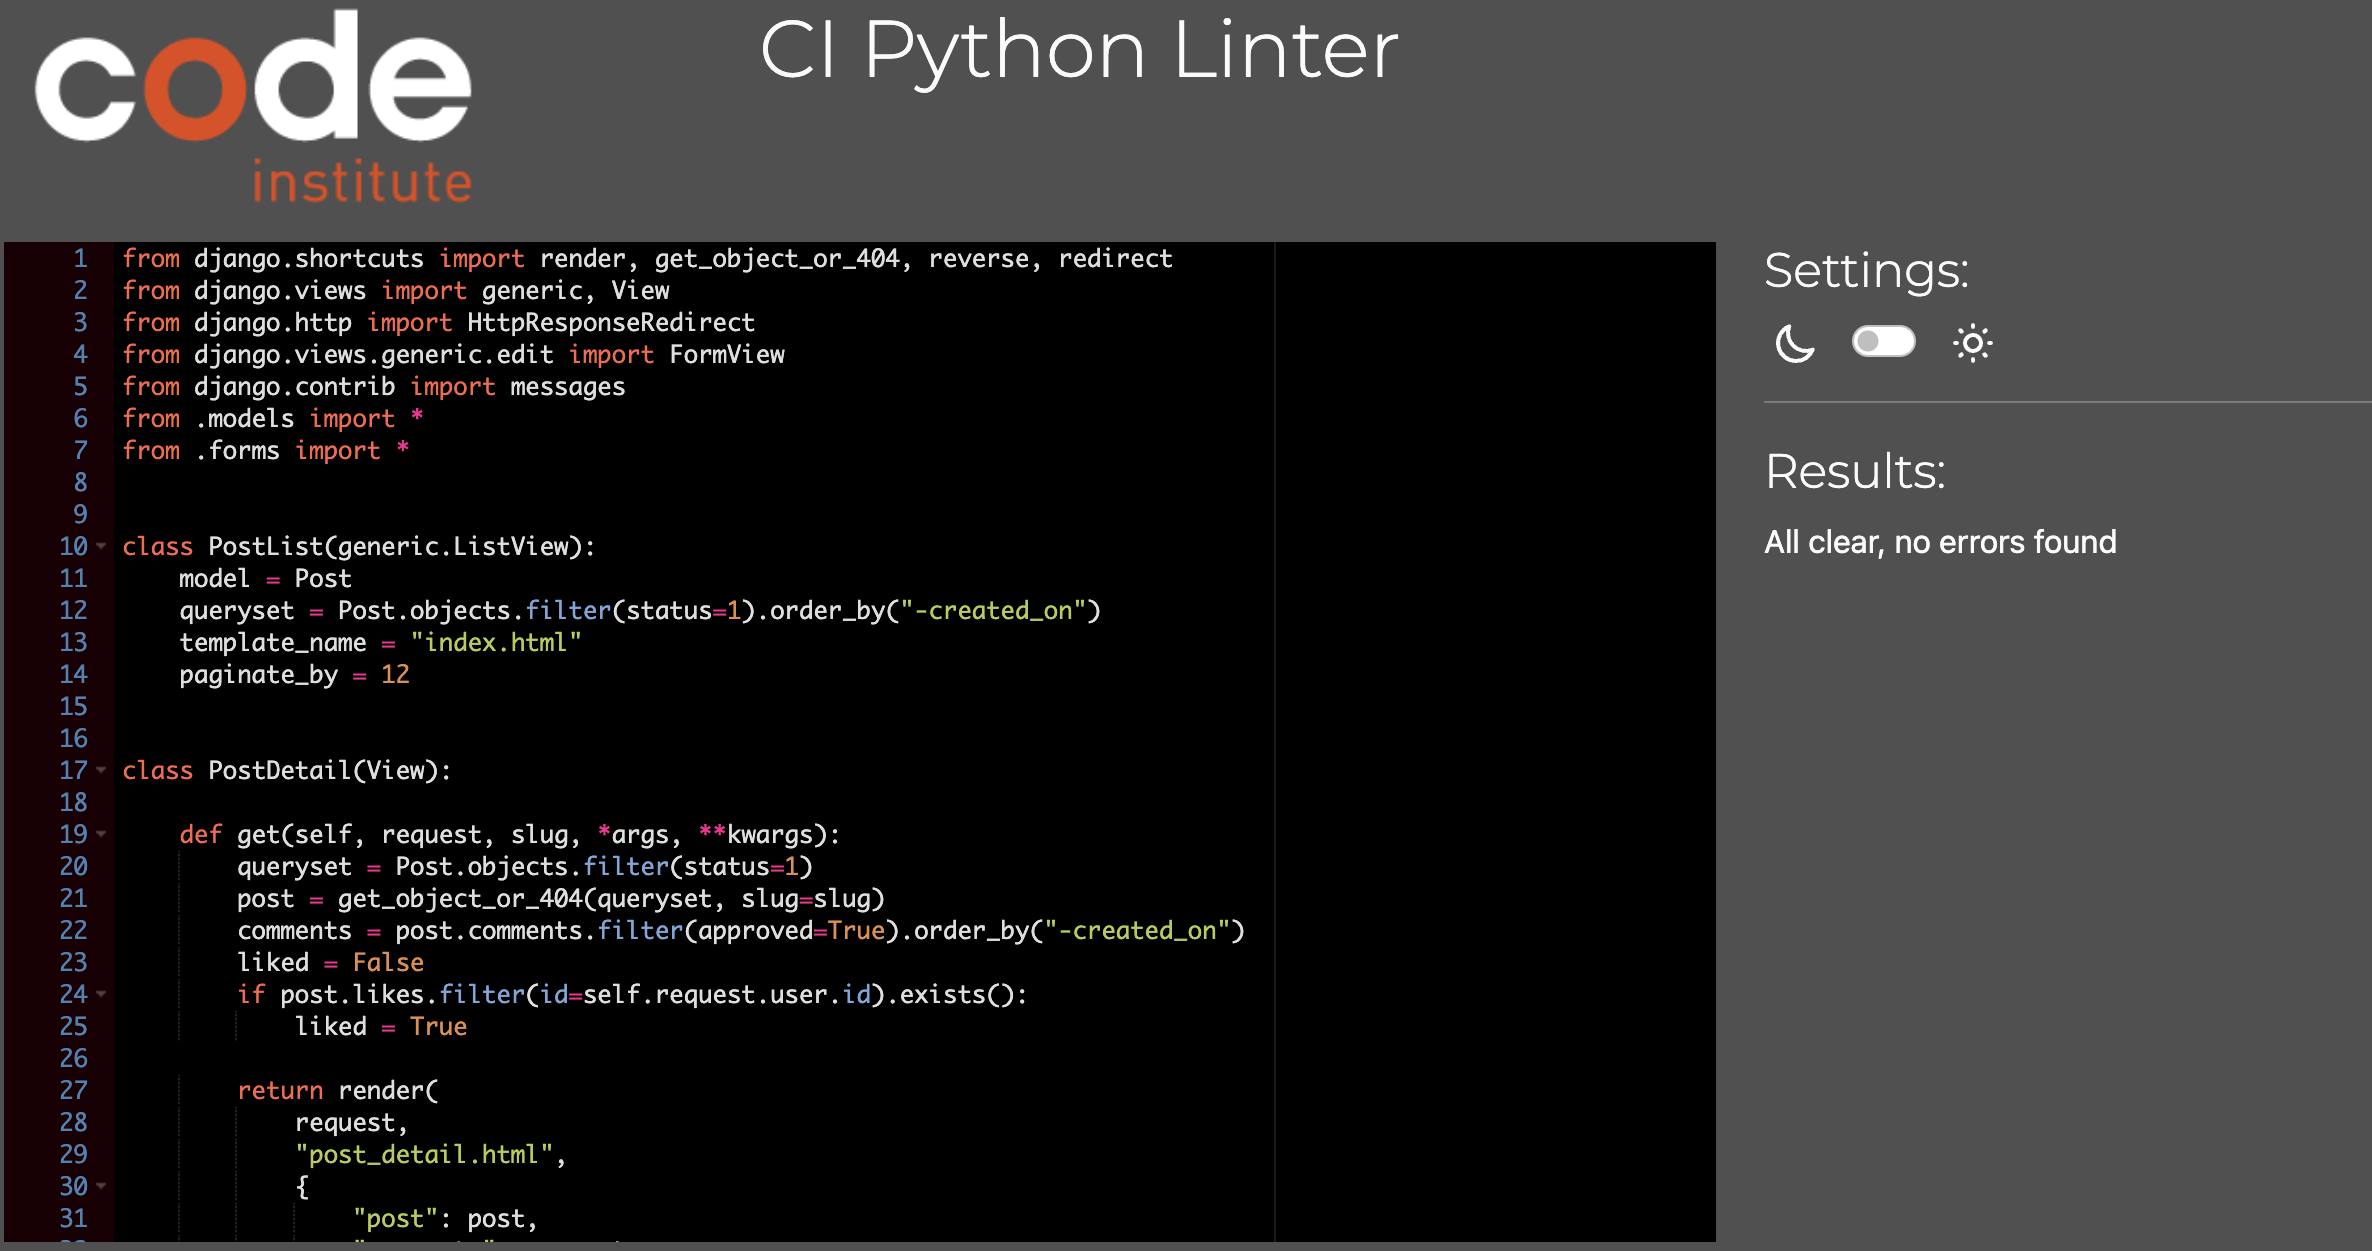 code
institute
CI Python Linter
1 from django.shortcuts import render, get_object_or_404, reverse, redirect
2 from django.views import generic, View
3 from django.http import HttpResponseRedirect
4 from django.views.generic.edit import FormView
5 from django.contrib import messages
6 from .models import *
7 from .forms import *
8
9
10 class PostList(generic.ListView):
11     model = Post
12     queryset = Post.objects.filter(status=1).order_by("-created_on")
13     template_name = "index.html"
14     paginate_by = 12
15
16
17 class PostDetail(View):
18
19     def get(self, request, slug, *args, **kwargs):
20         queryset = Post.objects.filter(status=1)
21         post = get_object_or_404(queryset, slug=slug)
22         comments = post.comments.filter(approved=True).order_by("-created_on")
23         liked = False
24         if post.likes.filter(id=self.request.user.id).exists():
25             liked = True
26
27         return render(
28             request,
29             "post_detail.html",
30             {
31                 "post": post,
Settings:
Results:
All clear, no errors found